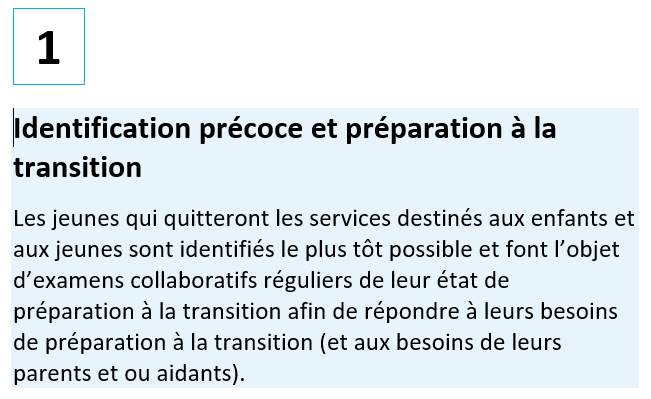 1
Identification précoce et préparation à la
transition
Les jeunes qui quitteront les services destinés aux enfants et
aux jeunes sont identifiés le plus tôt possible et font l’objet
d’examens collaboratifs réguliers de leur état de
préparation à la transition afin de répondre à leurs besoins
de préparation à la transition (et aux besoins de leurs
parents et ou aidants).